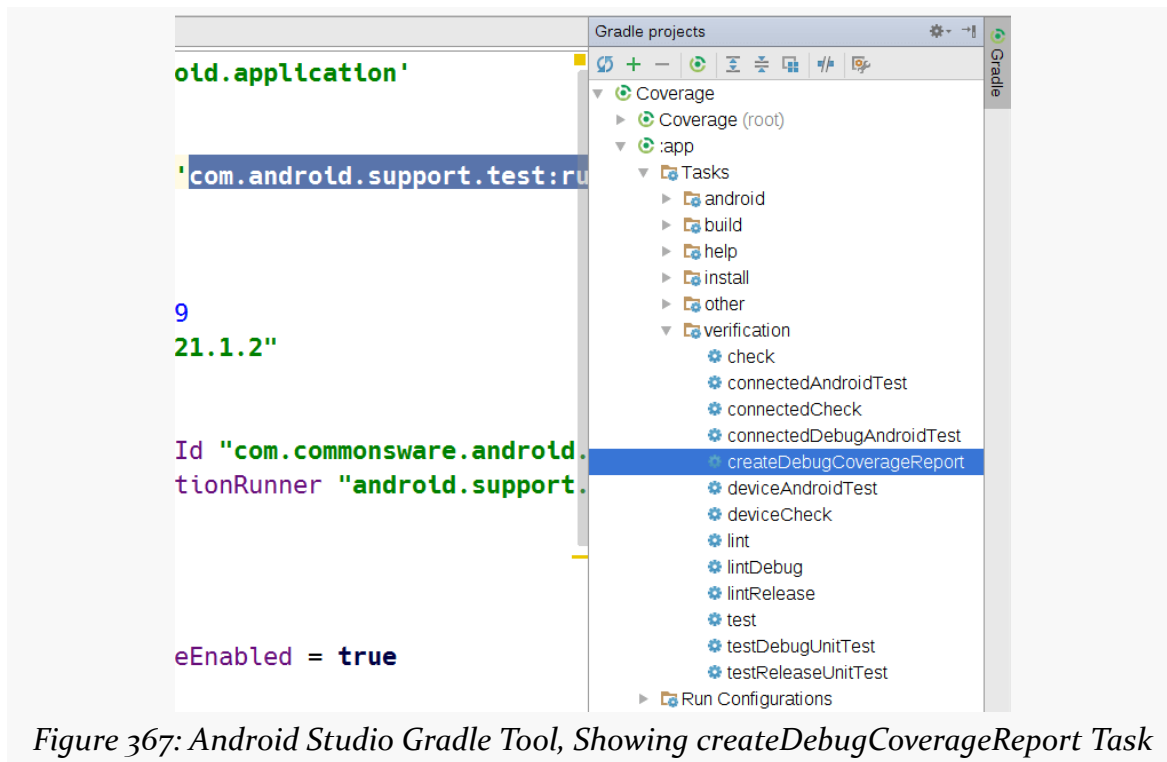 oid.application'
'com.android.support.test:ru
9
21.1.2"
Id "com.commonsware.android.
tionRunner "android.support.
eEnabled = true
Gradle projects
Gradle
Coverage
Coverage (root)
:app
Tasks
android
build
help
install
other
verification
check
connectedAndroidTest
connectedCheck
connectedDebugAndroidTest
createDebugCoverageReport
deviceAndroidTest
deviceCheck
lint
lintDebug
lintRelease
test
testDebugUnitTest
testReleaseUnitTest
Run Configurations
Figure 367: Android Studio Gradle Tool, Showing createDebugCoverageReport Task